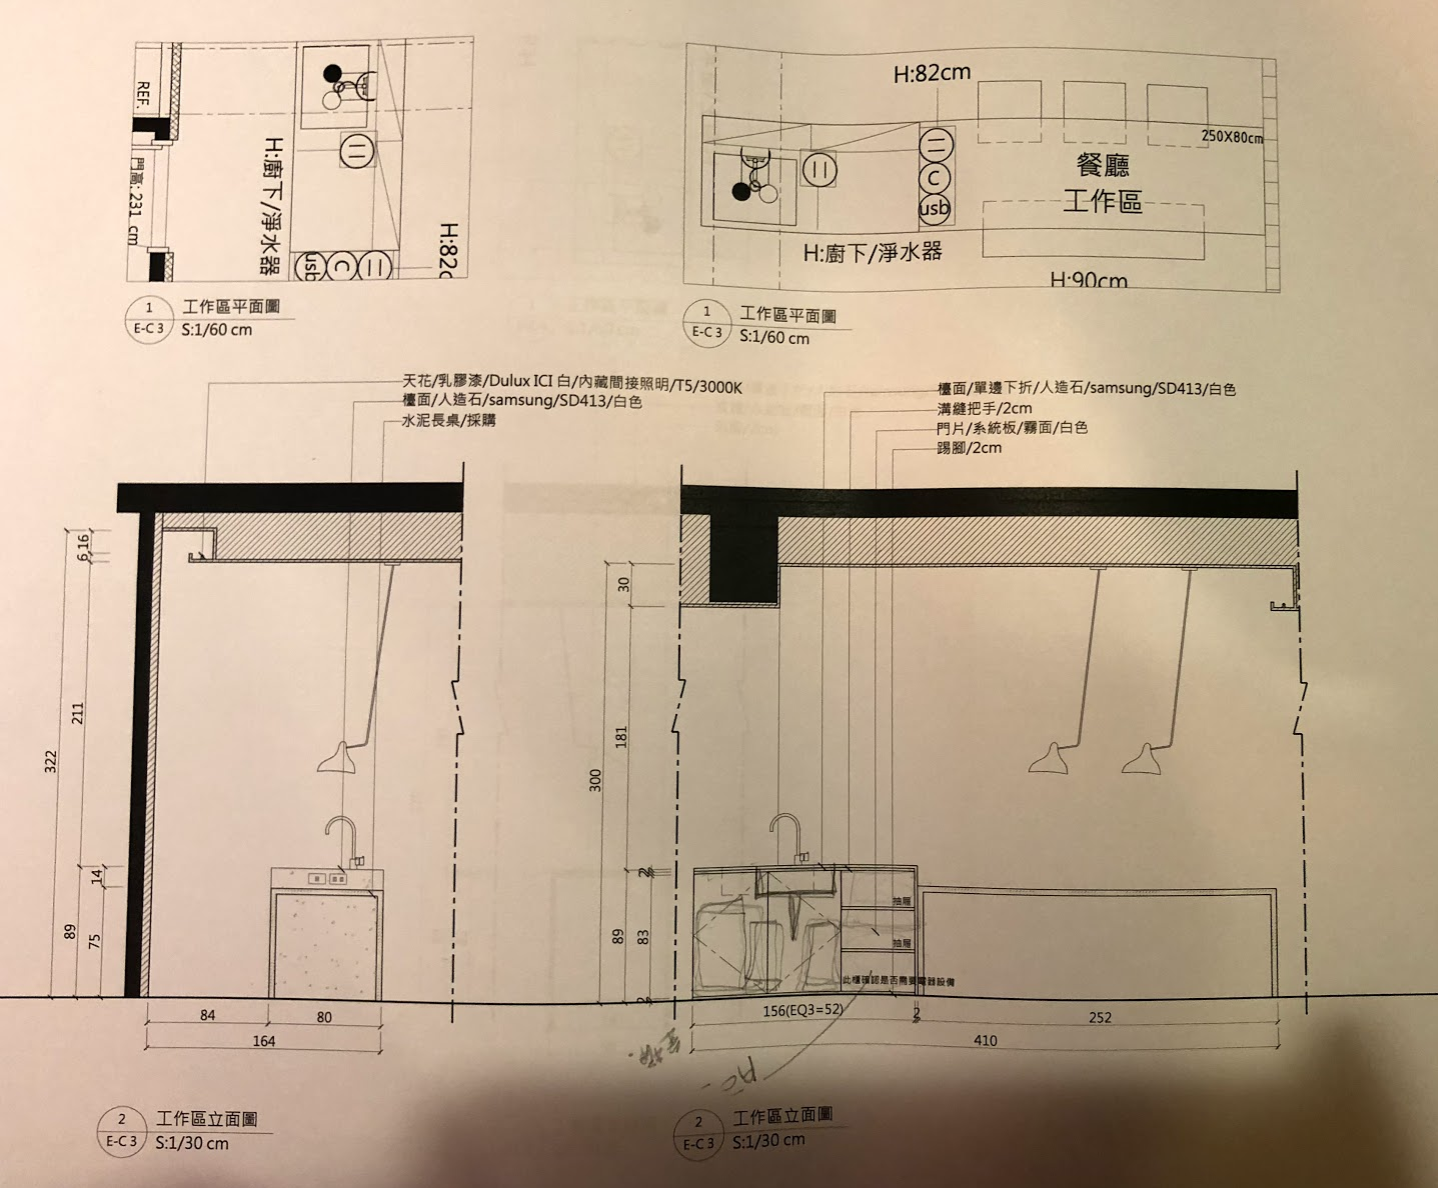 REF.
門高: 231 cm
H:廚下/淨水器
H:82c
usb
C
1
E-C 3
工作區平面圖
S:1/60 cm
H:82cm
250X80cm
餐廳
工作區
C
usb
H:廚下/淨水器
H:90cm
1
E-C 3
工作區平面圖
S:1/60 cm
天花/乳膠漆/Dulux ICI 白/內藏間接照明/T5/3000K
檯面/人造石/samsung/SD413/白色
水泥長桌/採購
檯面/單邊下折/人造石/samsung/SD413/白色
溝縫把手/2cm
門片/系統板/霧面/白色
踢腳/2cm
16
6
211
322
14
89
75
84
80
164
30
181
300
2
89
83
2
抽屜
抽屜
此櫃確認是否需要電器設備
156(EQ3=52)
2
252
410
2
E-C 3
工作區立面圖
S:1/30 cm
2
E-C 3
工作區立面圖
S:1/30 cm